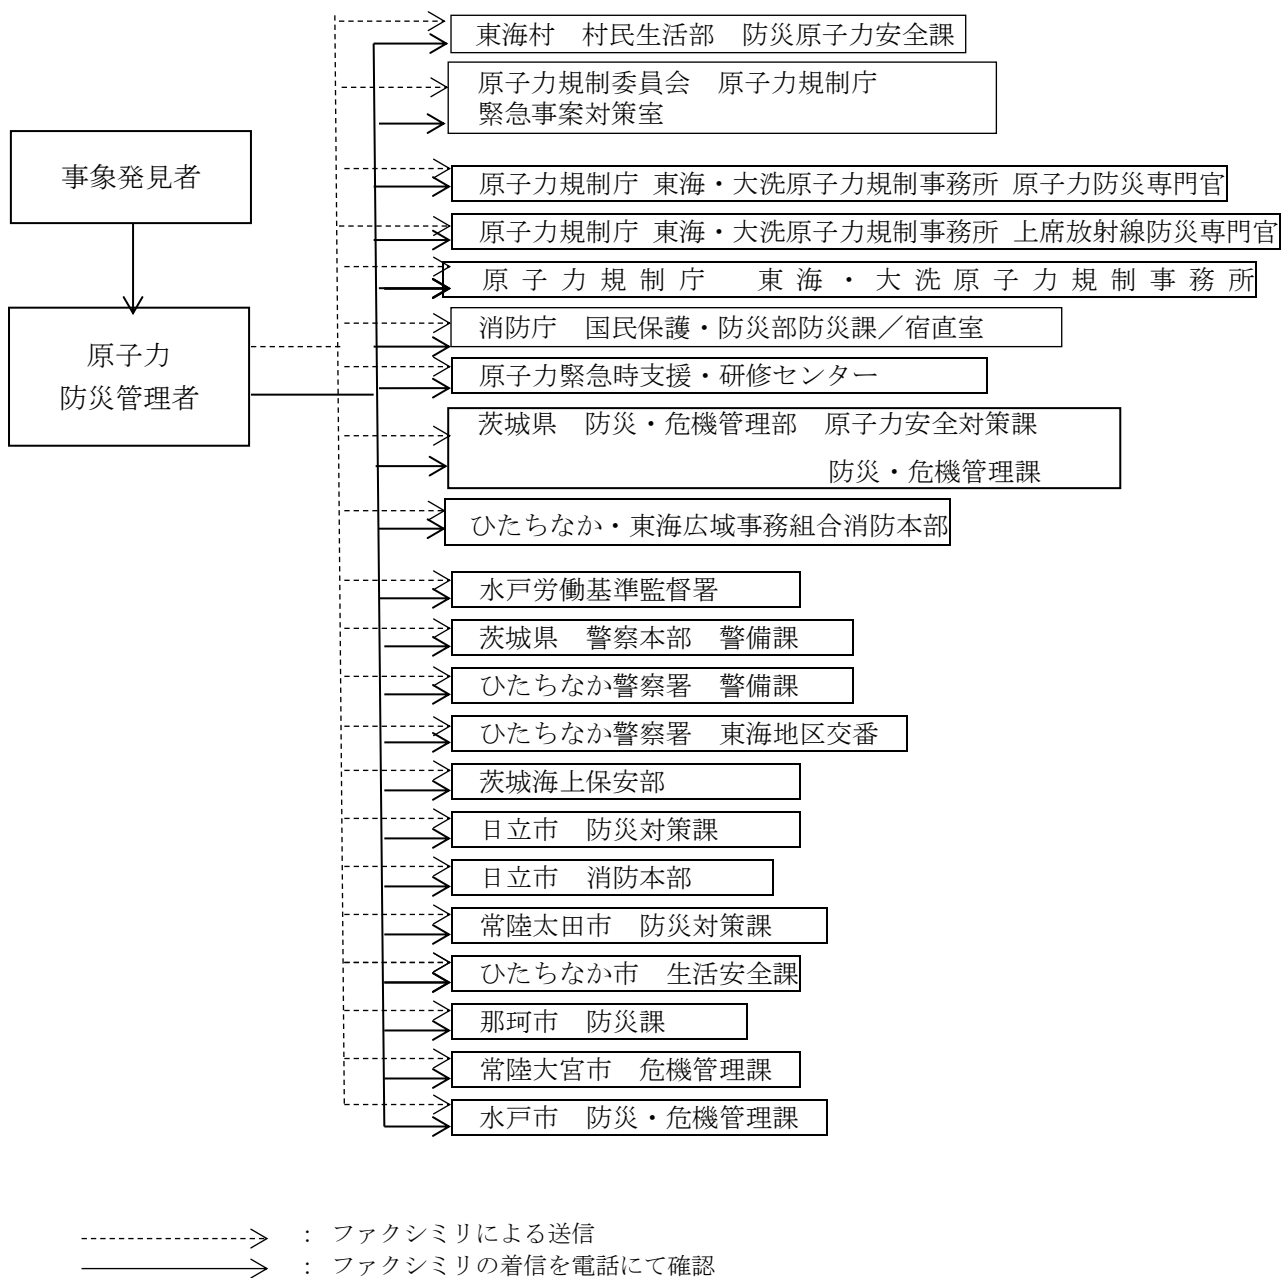 事象発見者
原子力
防災管理者
東海村　村民生活部　防災原子力安全課
原子力規制委員会　原子力規制庁
緊急事案対策室
原子力規制庁 東海・大洗原子力規制事務所 原子力防災専門官
原子力規制庁 東海・大洗原子力規制事務所 上席放射線防災専門官
原子力規制庁　東海・大洗原子力規制事務所
消防庁　国民保護・防災部防災課／宿直室
原子力緊急時支援・研修センター
茨城県　防災・危機管理部　原子力安全対策課
防災・危機管理課
ひたちなか・東海広域事務組合消防本部
水戸労働基準監督署
茨城県　警察本部　警備課
ひたちなか警察署　警備課
ひたちなか警察署　東海地区交番
茨城海上保安部
日立市　防災対策課
日立市　消防本部
常陸太田市　防災対策課
ひたちなか市　生活安全課
那珂市　防災課
常陸大宮市　危機管理課
水戸市　防災・危機管理課
：　ファクシミリによる送信
：　ファクシミリの着信を電話にて確認